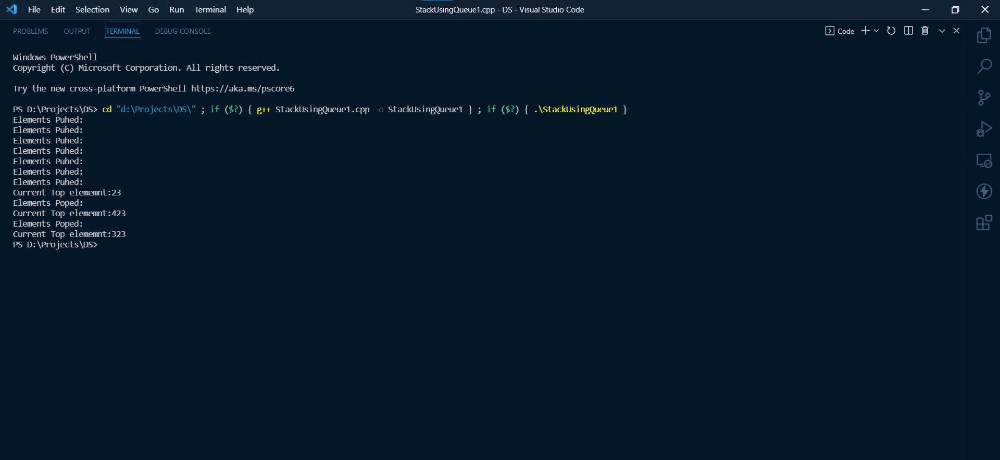 File Edit Selection View Go Run Terminal Help StackUsingQueue1.cpp - DS - Visual Studio Code
PROBLEMS OUTPUT TERMINAL DEBUG CONSOLE Code
Windows PowerShell
Copyright (C) Microsoft Corporation. All rights reserved.
Try the new cross-platform PowerShell https://aka.ms/pscore6
PS D:\Projects\DS> cd "d:\Projects\DS\" ; if ($?) { g++ StackUsingQueue1.cpp -o StackUsingQueue1 } ; if ($?) { .\StackUsingQueue1 }
Elements Puhed:
Elements Puhed:
Elements Puhed:
Elements Puhed:
Elements Puhed:
Elements Puhed:
Elements Puhed:
Current Top elememnt:23
Elements Poped:
Current Top elememnt:423
Elements Poped:
Current Top elememnt:323
PS D:\Projects\DS>